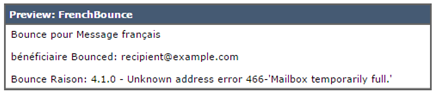 Preview: FrenchBounce
Bounce pour Message français
bénéficiaire Bounced: recipient@example.com
Bounce Raison: 4.1.0 - Unknown address error 466-'Mailbox temporarily full.'